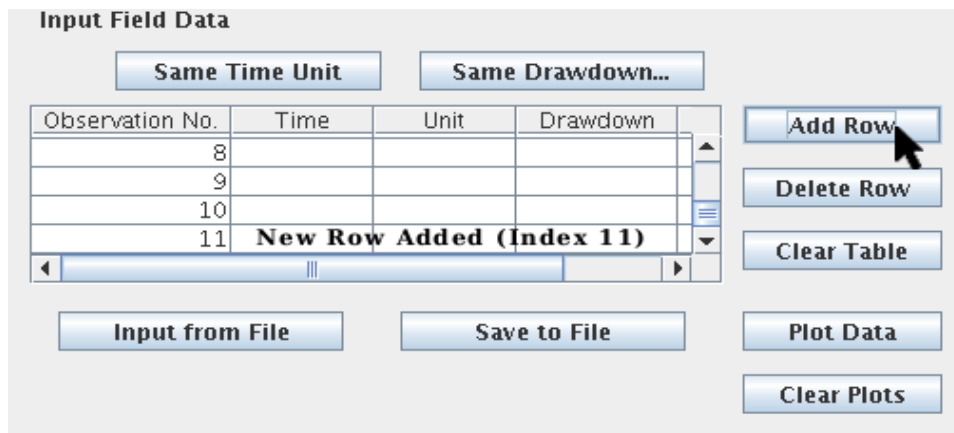 Input Field Data
Same Time Unit Same Drawdown...
Observation No. Time Unit Drawdown
Add Row
8
9
Delete Row
10
11 New Row Added (Index 11)
Clear Table
Input from File Save to File Plot Data
Clear Plots